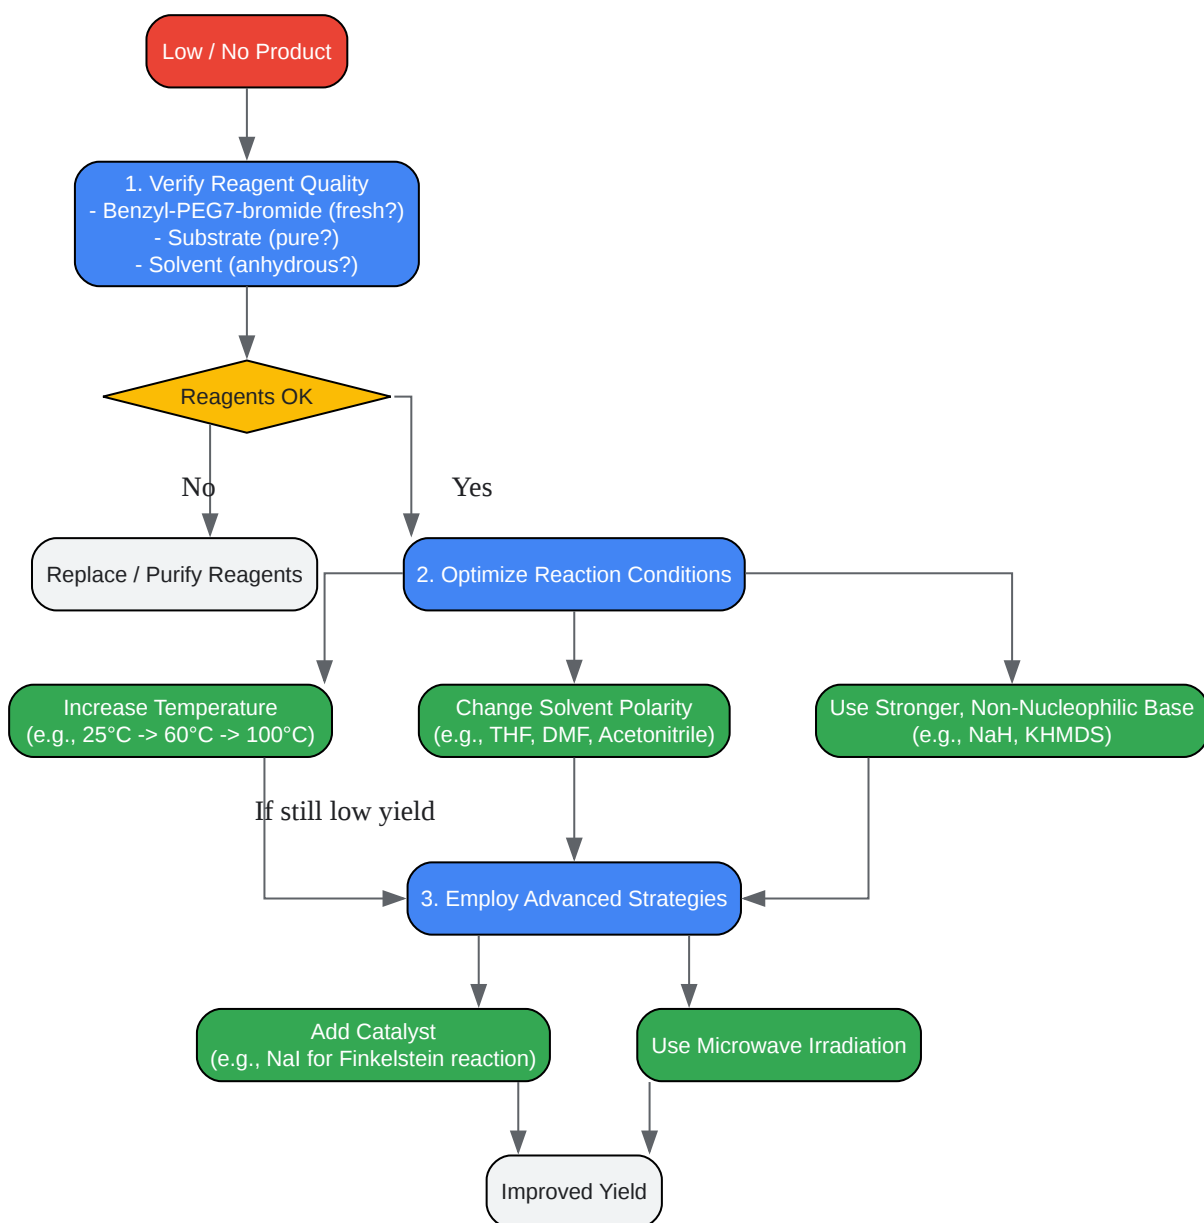 Low / No Product
1. Verify Reagent Quality
- Benzyl-PEG7-bromide (fresh?)
- Substrate (pure?)
- Solvent (anhydrous?)
Reagents OK
No
Yes
Replace / Purify Reagents
2. Optimize Reaction Conditions
Increase Temperature
(e.g., 25°C -> 60°C -> 100°C)
Change Solvent Polarity
(e.g., THF, DMF, Acetonitrile)
Use Stronger, Non-Nucleophilic Base
(e.g., NaH, KHMDS)
If still low yield
3. Employ Advanced Strategies
Add Catalyst
(e.g., NaI for Finkelstein reaction)
Use Microwave Irradiation
Improved Yield